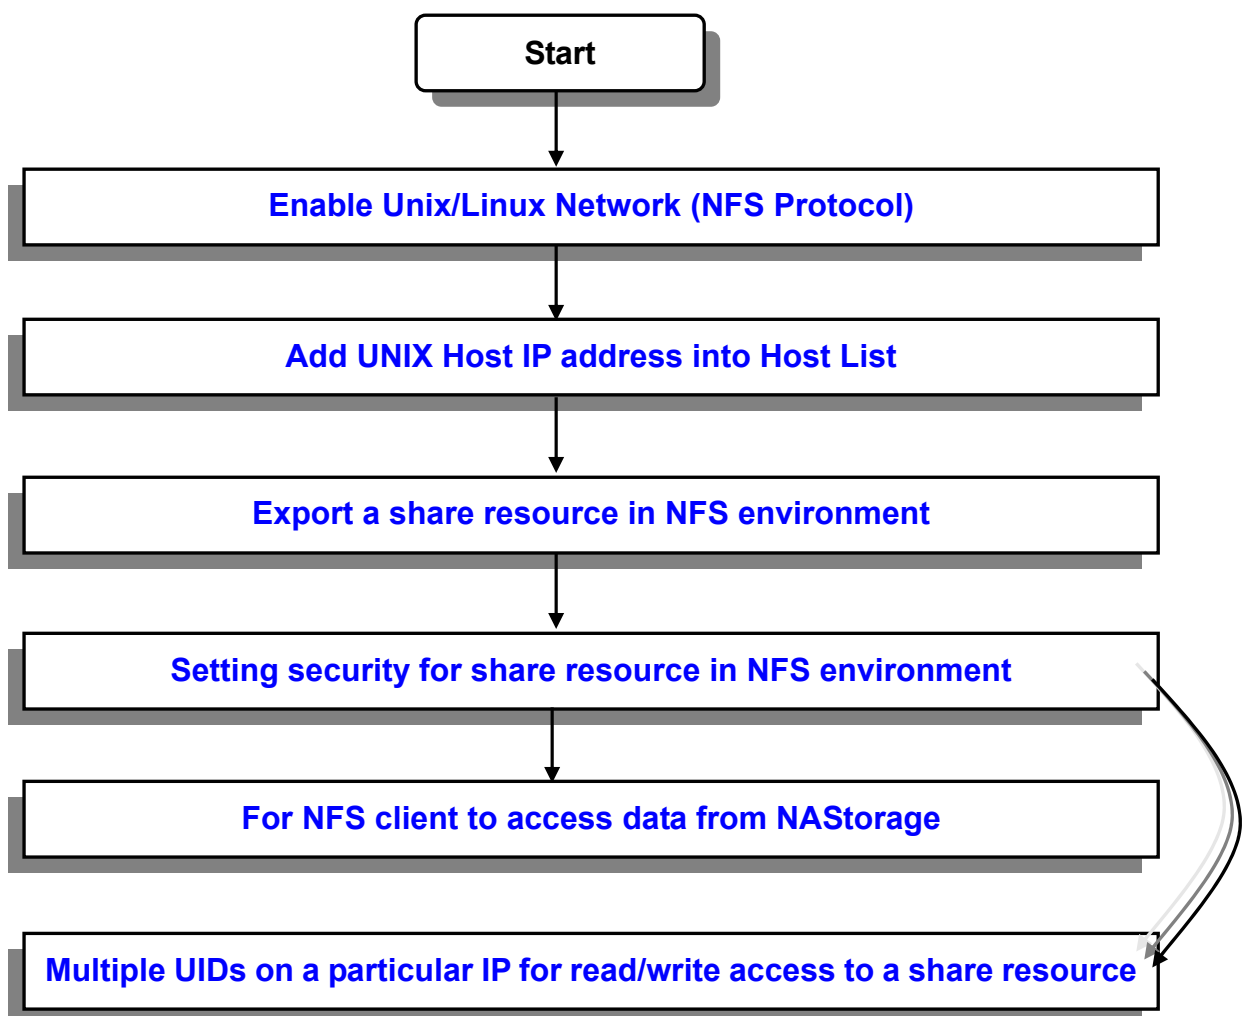 Start
Enable Unix/Linux Network (NFS Protocol)
Add UNIX Host IP address into Host List
Export a share resource in NFS environment
Setting security for share resource in NFS environment
For NFS client to access data from NAStorage
Multiple UIDs on a particular IP for read/write access to a share resource